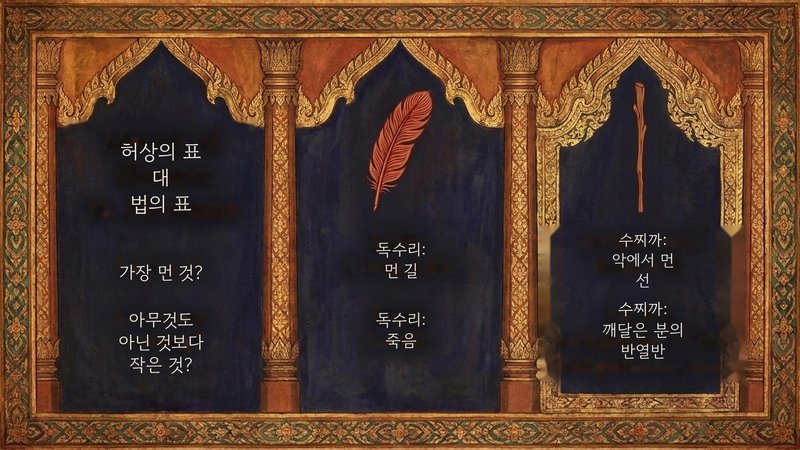 허상의 표
대
법의 표
가장 먼 것?
아무것도
아닌 것보다
작은 것?
독수리:
먼 길
독수리:
죽음
수찌까:
악에서 먼
선
수찌까:
깨달은 분의
반열반